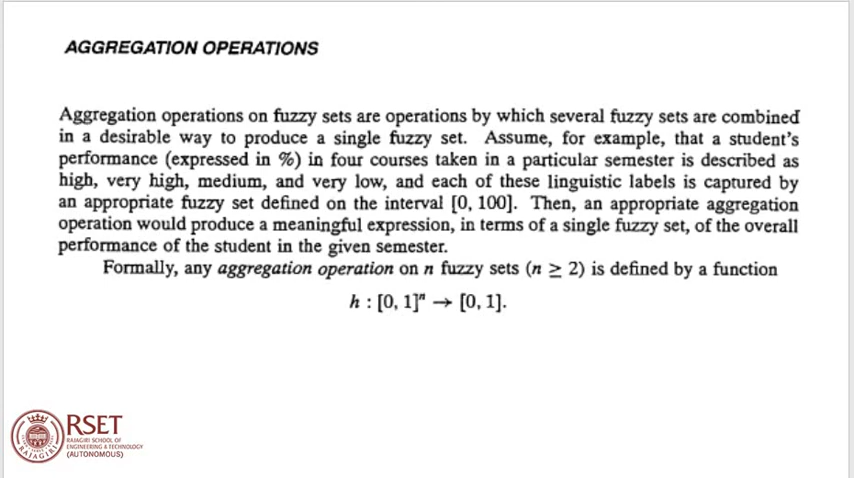 AGGREGATION OPERATIONS
Aggregation operations on fuzzy sets are operations by which several fuzzy sets are combined
in a desirable way to produce a single fuzzy set. Assume, for example, that a student's
performance (expressed in %) in four courses taken in a particular semester is described as
high, very high, medium, and very low, and each of these linguistic labels is captured by
an appropriate fuzzy set defined on the interval [0, 100]. Then, an appropriate aggregation
operation would produce a meaningful expression, in terms of a single fuzzy set, of the overall
performance of the student in the given semester.
Formally, any aggregation operation on n fuzzy sets (n ≥ 2) is defined by a function
h : [0, 1]ⁿ → [0, 1].
RSET
RAJAGIRI SCHOOL OF
ENGINEERING & TECHNOLOGY
(AUTONOMOUS)
RAJAGIRI